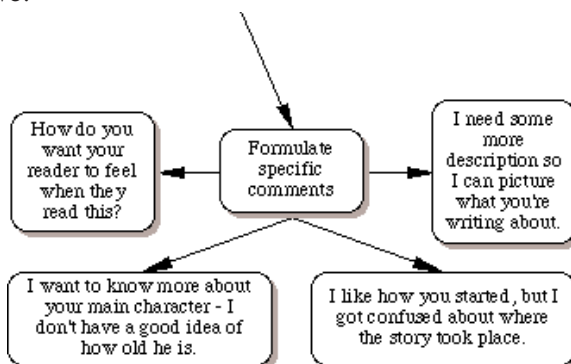 How do you
want your
reader to feel
when they
read this?
Formulate
specific
comments
I need some
more
description so
I can picture
what you're
writing about.
I want to know more about
your main character - I
don't have a good idea of
how old he is.
I like how you started, but I
got confused about where
the story took place.